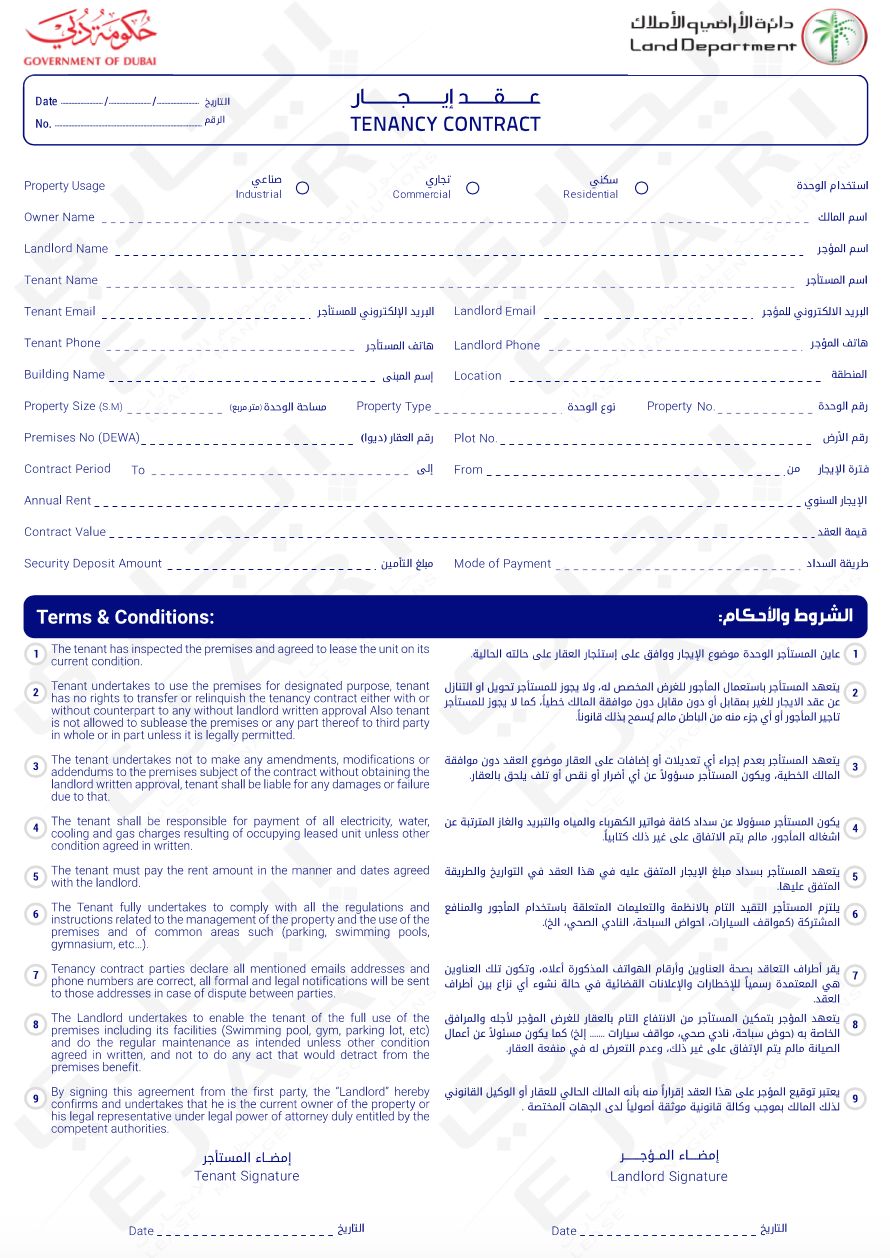 حكومة دبي
GOVERNMENT OF DUBAI
دائرة الأراضي والأملاك
Land Department
Date ............... / ............... / ............... التاريخ
No. ............... الرقم
عـقـد إيـجـار
TENANCY CONTRACT
Property Usage صناعي Industrial تجاري Commercial سكني Residential استخدام الوحدة
Owner Name اسم المالك
Landlord Name اسم المؤجر
Tenant Name اسم المستأجر
Tenant Email البريد الإلكتروني للمستأجر Landlord Email البريد الالكتروني للمؤجر
Tenant Phone هاتف المستأجر Landlord Phone هاتف المؤجر
Building Name إسم المبنى Location المنطقة
Property Size (S.M) مساحة الوحدة (متر مربع) Property Type نوع الوحدة Property No. رقم الوحدة
Premises No (DEWA) رقم العقار (ديوا) Plot No. رقم الأرض
Contract Period To إلى From من فترة الإيجار
Annual Rent الإيجار السنوي
Contract Value قيمة العقد
Security Deposit Amount مبلغ التأمين Mode of Payment طريقة السداد
Terms & Conditions: الشروط والأحكام:
1 The tenant has inspected the premises and agreed to lease the unit on its
current condition.
عاين المستأجر الوحدة موضوع الإيجار ووافق على إستئجار العقار على حالته الحالية. 1
2 Tenant undertakes to use the premises for designated purpose, tenant
has no rights to transfer or relinquish the tenancy contract either with or
without counterpart to any without landlord written approval Also tenant
is not allowed to sublease the premises or any part thereof to third party
in whole or in part unless it is legally permitted.
يتعهد المستأجر باستعمال المأجور للغرض المخصص له، ولا يجوز للمستأجر تحويل او التنازل 2
عن عقد الايجار للغير بمقابل أو دون مقابل دون موافقة المالك خطياً، كما لا يجوز للمستأجر
تاجير المأجور أو أي جزء منه من الباطن مالم يُسمح بذلك قانوناً.
3 The tenant undertakes not to make any amendments, modifications or
addendums to the premises subject of the contract without obtaining the
landlord written approval, tenant shall be liable for any damages or failure
due to that.
يتعهد المستأجر بعدم إجراء أي تعديلات أو إضافات على العقار موضوع العقد دون موافقة 3
المالك الخطية، ويكون المستأجر مسؤولاً عن أي أضرار أو نقص أو تلف يلحق بالعقار.
4 The tenant shall be responsible for payment of all electricity, water,
cooling and gas charges resulting of occupying leased unit unless other
condition agreed in written.
يكون المستأجر مسؤولا عن سداد كافة فواتير الكهرباء والمياه والتبريد والغاز المترتبة عن 4
اشغاله المأجور، مالم يتم الاتفاق على غير ذلك كتابياً.
5 The tenant must pay the rent amount in the manner and dates agreed
with the landlord.
يتعهد المستأجر بسداد مبلغ الإيجار المتفق عليه في هذا العقد في التواريخ والطريقة 5
المتفق عليها.
6 The Tenant fully undertakes to comply with all the regulations and
instructions related to the management of the property and the use of the
premises and of common areas such (parking, swimming pools,
gymnasium, etc...).
يلتزم المستأجر التقيد التام بالانظمة والتعليمات المتعلقة باستخدام المأجور والمنافع 6
المشتركة (كمواقف السيارات، احواض السباحة، النادي الصحي، الخ).
7 Tenancy contract parties declare all mentioned emails addresses and
phone numbers are correct, all formal and legal notifications will be sent
to those addresses in case of dispute between parties.
يقر أطراف التعاقد بصحة العناوين وأرقام الهواتف المذكورة أعلاه، وتكون تلك العناوين 7
هي المعتمدة رسمياً للإخطارات والإعلانات القضائية في حالة نشوء أي نزاع بين أطراف
العقد.
8 The Landlord undertakes to enable the tenant of the full use of the
premises including its facilities (Swimming pool, gym, parking lot, etc)
and do the regular maintenance as intended unless other condition
agreed in written, and not to do any act that would detract from the
premises benefit.
يتعهد المؤجر بتمكين المستأجر من الانتفاع التام بالعقار للغرض المؤجر لأجله والمرافق 8
الخاصة به (حوض سباحة، نادي صحي، مواقف سيارات ....... إلخ) كما يكون مسئولاً عن أعمال
الصيانة مالم يتم الإتفاق على غير ذلك، وعدم التعرض له في منفعة العقار.
9 By signing this agreement from the first party, the “Landlord” hereby
confirms and undertakes that he is the current owner of the property or
his legal representative under legal power of attorney duly entitled by the
competent authorities.
يعتبر توقيع المؤجر على هذا العقد إقراراً منه بأنه المالك الحالي للعقار أو الوكيل القانوني 9
لذلك المالك بموجب وكالة قانونية موثقة أصولياً لدى الجهات المختصة .
إمضـاء المستأجر
Tenant Signature
إمضــاء المــؤجــر
Landlord Signature
Date التاريخ Date التاريخ